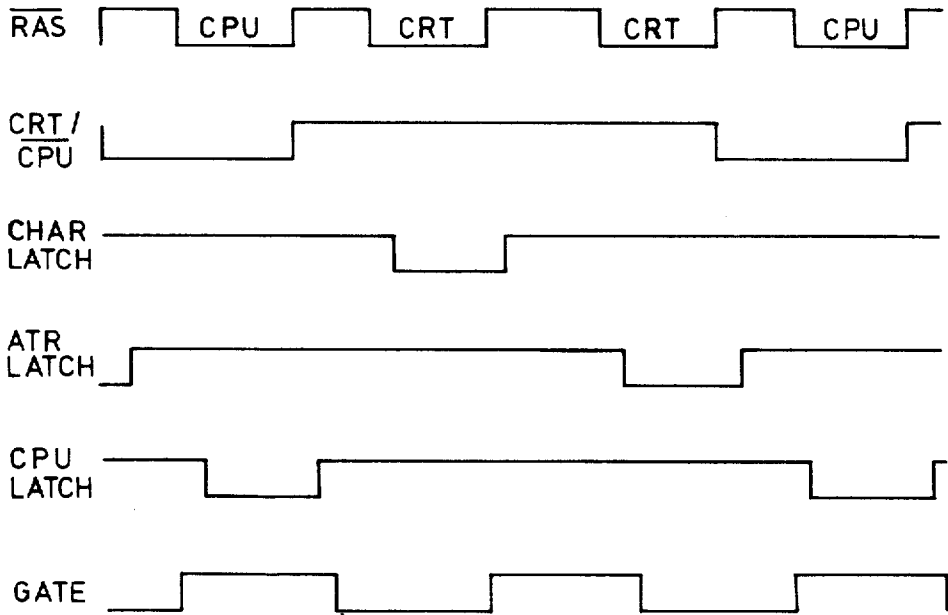 RAS CPU CRT CRT CPU
CRT /
CPU
CHAR
LATCH
ATR
LATCH
CPU
LATCH
GATE